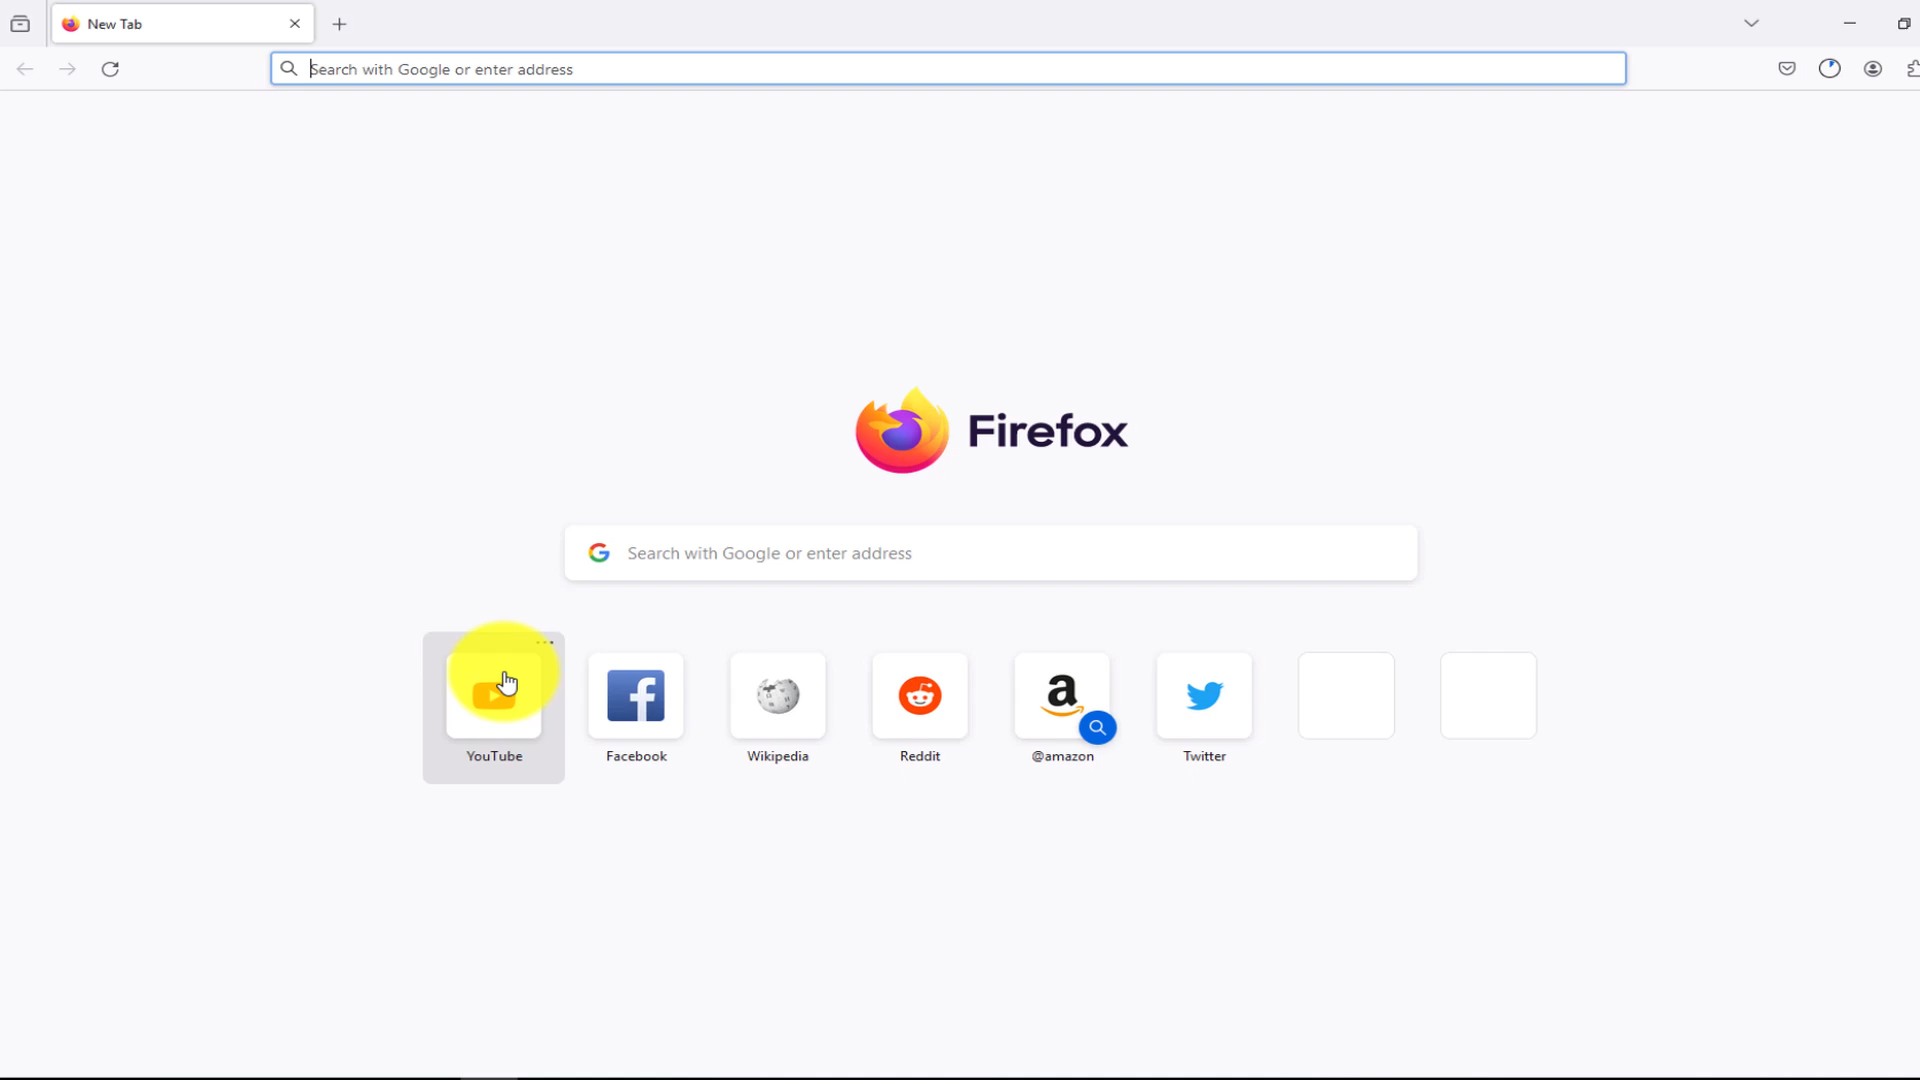 New Tab
Search with Google or enter address
Firefox
Search with Google or enter address
YouTube
Facebook
Wikipedia
Reddit
@amazon
Twitter